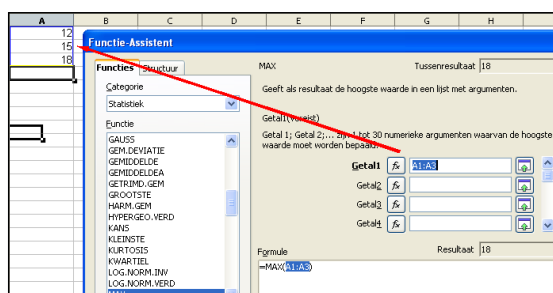 A B C D E F G H
12
15
18
Functie-Assistent
Functies Structuur
Categorie
Statistiek
Functie
GAUSS
GEM.DEVIATIE
GEMIDDELDE
GEMIDDELDEA
GETRIMD.GEM
GROOTSTE
HARM.GEM
HYPERGEO.VERD
KANS
KLEINSTE
KURTOSIS
KWARTIEL
LOG.NORM.INV
LOG.NORM.VERD
MAX Tussenresultaat 18
Geeft als resultaat de hoogste waarde in een lijst met argumenten.
Getal1(vereist)
Getal 1; Getal 2;... zijn 1 tot 30 numerieke argumenten waarvan de hoogste
waarde moet worden bepaald.
Getal1 fx A1:A3
Getal2 fx
Getal3 fx
Getal4 fx
Formule Resultaat 18
=MAX(A1:A3)